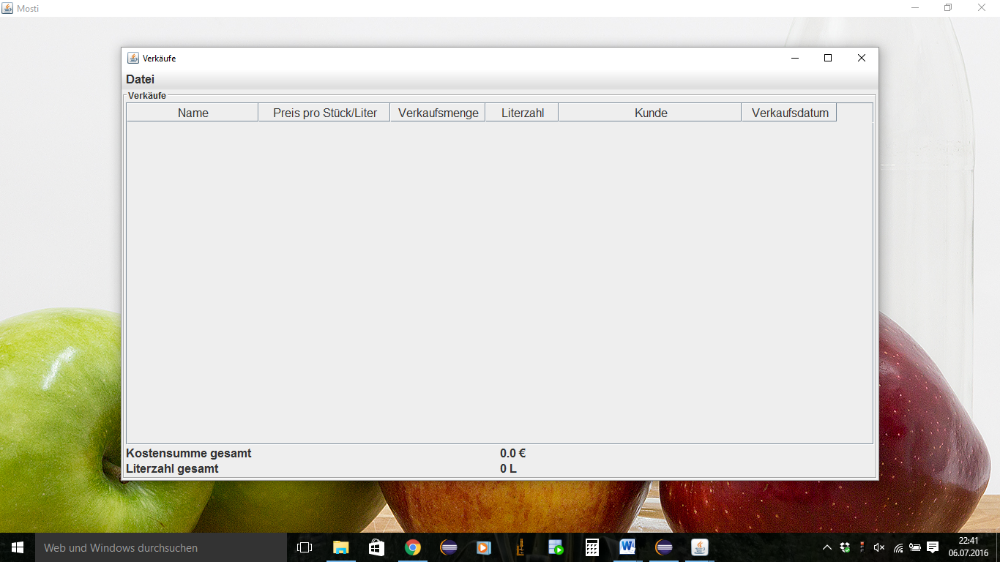 Mosti
Verkäufe
Datei
Verkäufe
Name Preis pro Stück/Liter Verkaufsmenge Literzahl Kunde Verkaufsdatum
Kostensumme gesamt 0.0 €
Literzahl gesamt 0 L
Web und Windows durchsuchen
22:41
06.07.2016